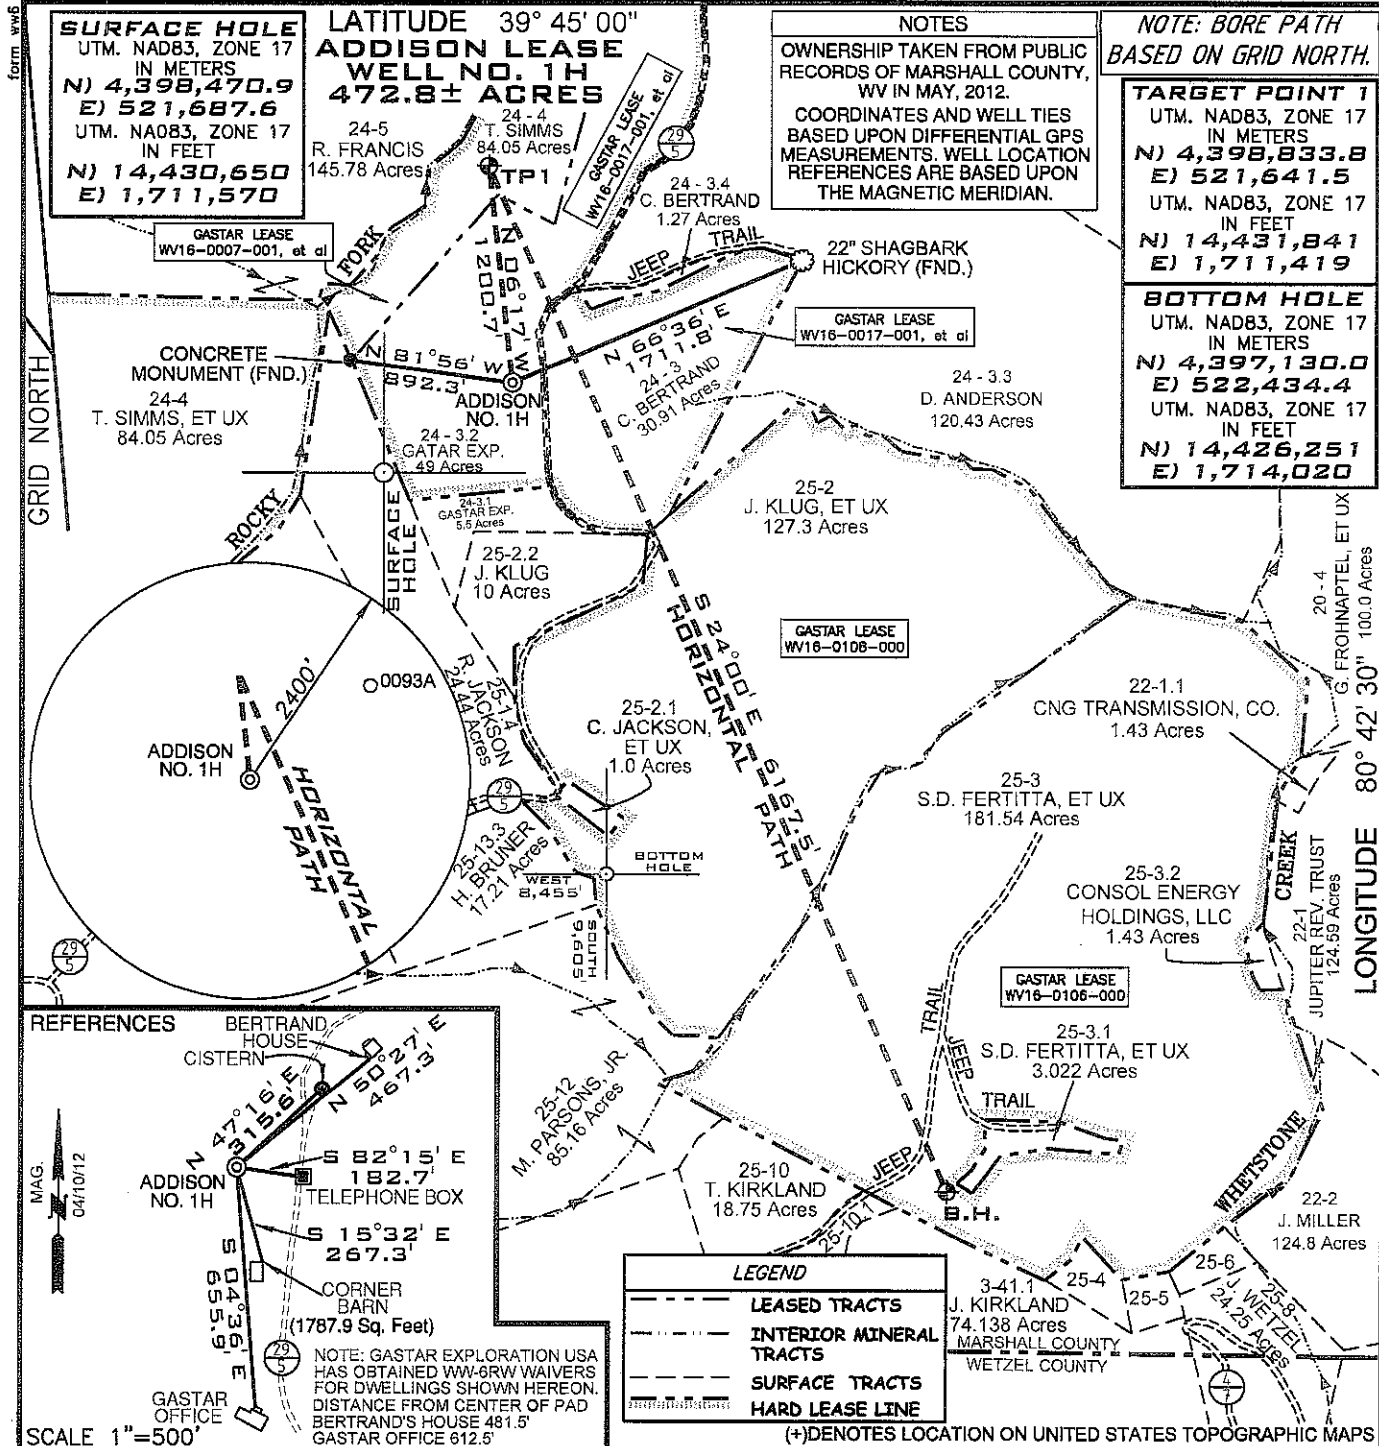 form ww6
SURFACE HOLE
UTM. NAD83, ZONE 17
IN METERS
N) 4,398,470.9
E) 521,687.6
UTM. NA083, ZONE 17
IN FEET
N) 14,430,650
E) 1,711,570
LATITUDE 39° 45' 00"
ADDISON LEASE
WELL NO. 1H
472.8± ACRES
NOTES
OWNERSHIP TAKEN FROM PUBLIC
RECORDS OF MARSHALL COUNTY,
WV IN MAY, 2012.
COORDINATES AND WELL TIES
BASED UPON DIFFERENTIAL GPS
MEASUREMENTS. WELL LOCATION
REFERENCES ARE BASED UPON
THE MAGNETIC MERIDIAN.
NOTE: BORE PATH
BASED ON GRID NORTH.
TARGET POINT 1
UTM. NAD83, ZONE 17
IN METERS
N) 4,398,833.8
E) 521,641.5
UTM. NAD83, ZONE 17
IN FEET
N) 14,431,841
E) 1,711,419
BOTTOM HOLE
UTM. NAD83, ZONE 17
IN METERS
N) 4,397,130.0
E) 522,434.4
UTM. NAD83, ZONE 17
IN FEET
N) 14,426,251
E) 1,714,020
24-5
R. FRANCIS
145.78 Acres
24 - 4
T. SIMMS
84.05 Acres
TP1
GASTAR LEASE
WV16-0017-001, et al
29
5
24 - 3.4
C. BERTRAND
1.27 Acres
JEEP
TRAIL
22" SHAGBARK
HICKORY (FND.)
GASTAR LEASE
WV16-0007-001, et al
FORK
N 06°17' W
1200.7'
GASTAR LEASE
WV16-0017-001, et al
N 66°36' E
1711.8'
24 - 3
C. BERTRAND
30.91 Acres
CONCRETE
MONUMENT (FND.)
N 81°56' W
892.3'
ADDISON
NO. 1H
24-4
T. SIMMS, ET UX
84.05 Acres
GRID NORTH
24 - 3.2
GATAR EXP.
49 Acres
24-3.1
GASTAR EXP.
5.5 Acres
24 - 3.3
D. ANDERSON
120.43 Acres
25-2
J. KLUG, ET UX
127.3 Acres
ROCKY
SURFACE
HOLE
25-2.2
J. KLUG
10 Acres
20 - 4
G. FROHNAPTEL, ET UX
100.0 Acres
S 24°00' E 6167.5'
HORIZONTAL PATH
GASTAR LEASE
WV16-0106-000
2400'
0093A
25-14
R. JACKSON
24.44 Acres
25-2.1
C. JACKSON,
ET UX
1.0 Acres
22-1.1
CNG TRANSMISSION, CO.
1.43 Acres
LONGITUDE 80° 42' 30"
ADDISON
NO. 1H
HORIZONTAL
PATH
29
5
25-3
S.D. FERTITTA, ET UX
181.54 Acres
25-13.3
H. BRUNER
17.21 Acres
BOTTOM
HOLE
WEST
8,455'
SOUTH
9,605'
25-3.2
CONSOL ENERGY
HOLDINGS, LLC
1.43 Acres
CREEK
22-1
JUPITER REV. TRUST
124.59 Acres
29
5
GASTAR LEASE
WV16-0106-000
TRAIL
JEEP
25-3.1
S.D. FERTITTA, ET UX
3.022 Acres
TRAIL
REFERENCES
BERTRAND
HOUSE
CISTERN
N 47°16' E
315.6'
N 50°27' E
467.3'
MAG.
04/10/12
ADDISON
NO. 1H
S 82°15' E
182.7'
TELEPHONE BOX
S 15°32' E
267.3'
CORNER
BARN
(1787.9 Sq. Feet)
S 04°36' E
655.9'
GASTAR
OFFICE
29
5
NOTE: GASTAR EXPLORATION USA
HAS OBTAINED WW-6RW WAIVERS
FOR DWELLINGS SHOWN HEREON.
DISTANCE FROM CENTER OF PAD
BERTRAND'S HOUSE 481.5'
GASTAR OFFICE 612.5'
SCALE 1"=500'
25-12
M. PARSONS, JR.
85.16 Acres
25-10
T. KIRKLAND
18.75 Acres
JEEP
25-10.1
B.H.
WHETSTONE
22-2
J. MILLER
124.8 Acres
LEGEND
LEASED TRACTS
INTERIOR MINERAL
TRACTS
SURFACE TRACTS
HARD LEASE LINE
3-41.1
J. KIRKLAND
74.138 Acres
MARSHALL COUNTY
WETZEL COUNTY
25-4
25-5
25-6
25-8
J. WETZEL
24.25 Acres
4
(+)DENOTES LOCATION ON UNITED STATES TOPOGRAPHIC MAPS